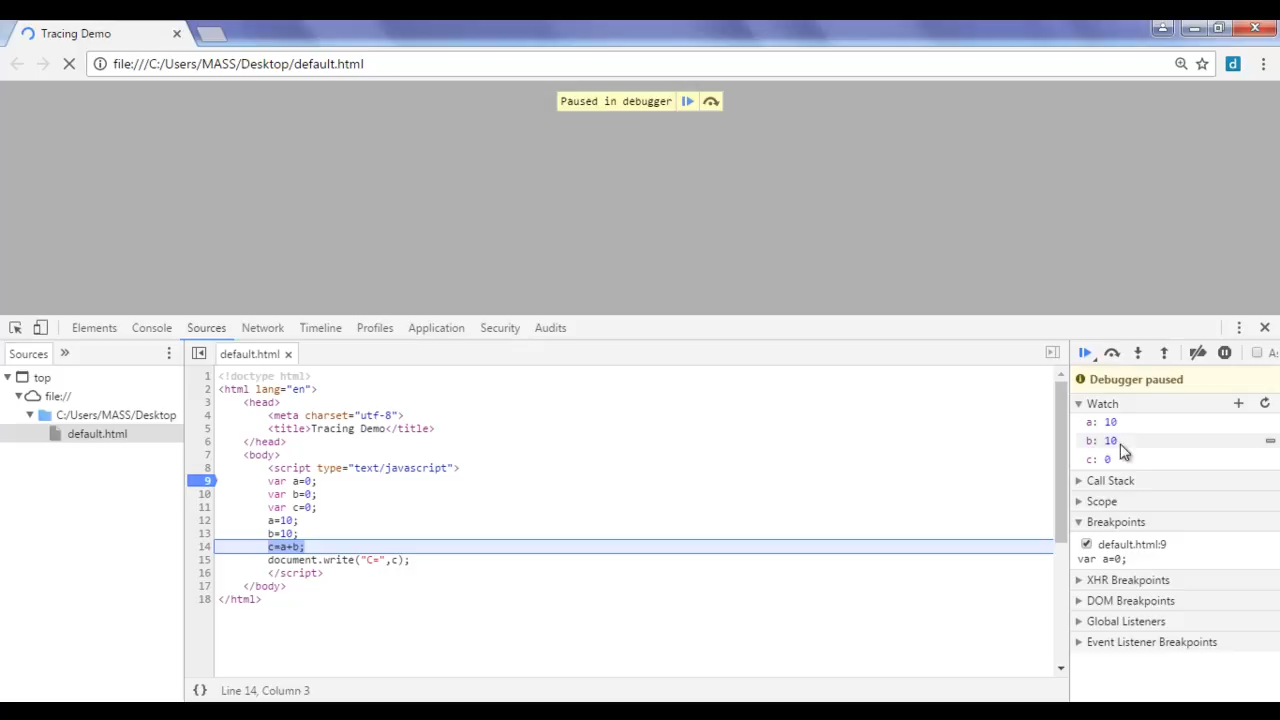 Tracing Demo
file:///C:/Users/MASS/Desktop/default.html
d
Paused in debugger
Elements Console Sources Network Timeline Profiles Application Security Audits
Sources
default.html
A:
top
file://
C:/Users/MASS/Desktop
default.html
1 <!doctype html>
2 <html lang="en">
3 <head>
4 <meta charset="utf-8">
5 <title>Tracing Demo</title>
6 </head>
7 <body>
8 <script type="text/javascript">
9 var a=0;
10 var b=0;
11 var c=0;
12 a=10;
13 b=10;
14 c=a+b;
15 document.write("C=",c);
16 </script>
17 </body>
18 </html>
{} Line 14, Column 3
Debugger paused
Watch
a: 10
b: 10
c: 0
Call Stack
Scope
Breakpoints
default.html:9
var a=0;
XHR Breakpoints
DOM Breakpoints
Global Listeners
Event Listener Breakpoints